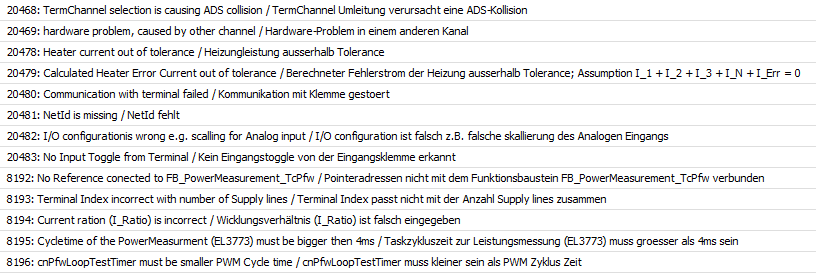 20468: TermChannel selection is causing ADS collision / TermChannel Umleitung verursacht eine ADS-Kollision
20469: hardware problem, caused by other channel / Hardware-Problem in einem anderen Kanal
20478: Heater current out of tolerance / Heizungleistung ausserhalb Tolerance
20479: Calculated Heater Error Current out of tolerance / Berechneter Fehlerstrom der Heizung ausserhalb Tolerance; Assumption I_1 + I_2 + I_3 + I_N + I_Err = 0
20480: Communication with terminal failed / Kommunikation mit Klemme gestoert
20481: NetId is missing / NetId fehlt
20482: I/O configurationis wrong e.g. scalling for Analog input / I/O configuration ist falsch z.B. falsche skallierung des Analogen Eingangs
20483: No Input Toggle from Terminal / Kein Eingangstoggle von der Eingangsklemme erkannt
8192: No Reference conected to FB_PowerMeasurement_TcPfw / Pointeradressen nicht mit dem Funktionsbaustein FB_PowerMeasurement_TcPfw verbunden
8193: Terminal Index incorrect with number of Supply lines / Terminal Index passt nicht mit der Anzahl Supply lines zusammen
8194: Current ration (I_Ratio) is incorrect / Wicklungsverhältnis (I_Ratio) ist falsch eingegeben
8195: Cycletime of the PowerMeasurment (EL3773) must be bigger then 4ms / Taskzykluszeit zur Leistungsmessung (EL3773) muss groesser als 4ms sein
8196: cnPfwLoopTestTimer must be smaller PWM Cycle time / cnPfwLoopTestTimer muss kleiner sein als PWM Zyklus Zeit